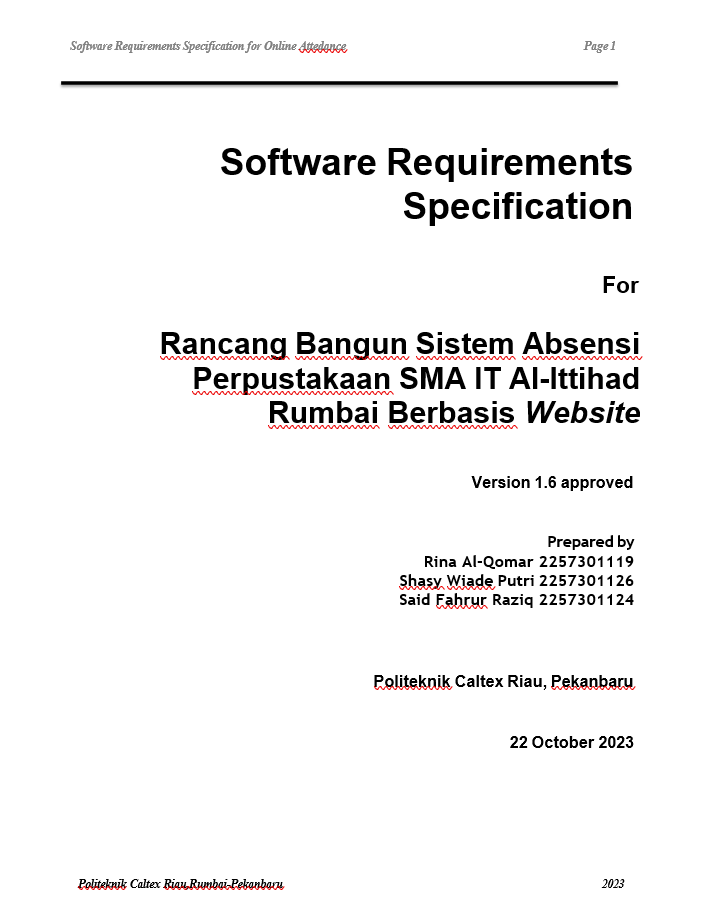 Software Requirements Specification for Online Attedance Page 1
Software Requirements
Specification
For
Rancang Bangun Sistem Absensi
Perpustakaan SMA IT Al-Ittihad
Rumbai Berbasis Website
Version 1.6 approved
Prepared by
Rina Al-Qomar 2257301119
Shasy Wiade Putri 2257301126
Said Fahrur Raziq 2257301124
Politeknik Caltex Riau, Pekanbaru
22 October 2023
Politeknik Caltex Riau,Rumbai-Pekanbaru 2023